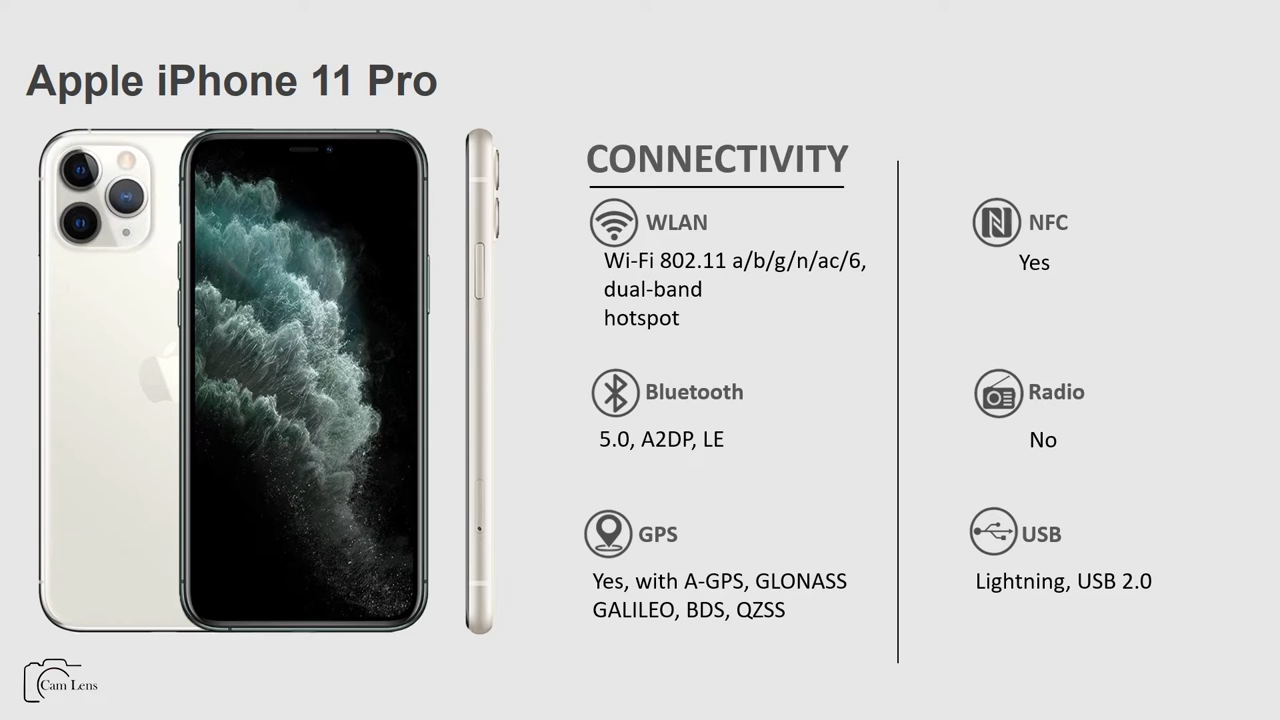 Apple iPhone 11 Pro
CONNECTIVITY
WLAN
Wi-Fi 802.11 a/b/g/n/ac/6,
dual-band
hotspot
Bluetooth
5.0, A2DP, LE
GPS
Yes, with A-GPS, GLONASS
GALILEO, BDS, QZSS
NFC
Yes
Radio
No
USB
Lightning, USB 2.0
Cam Lens